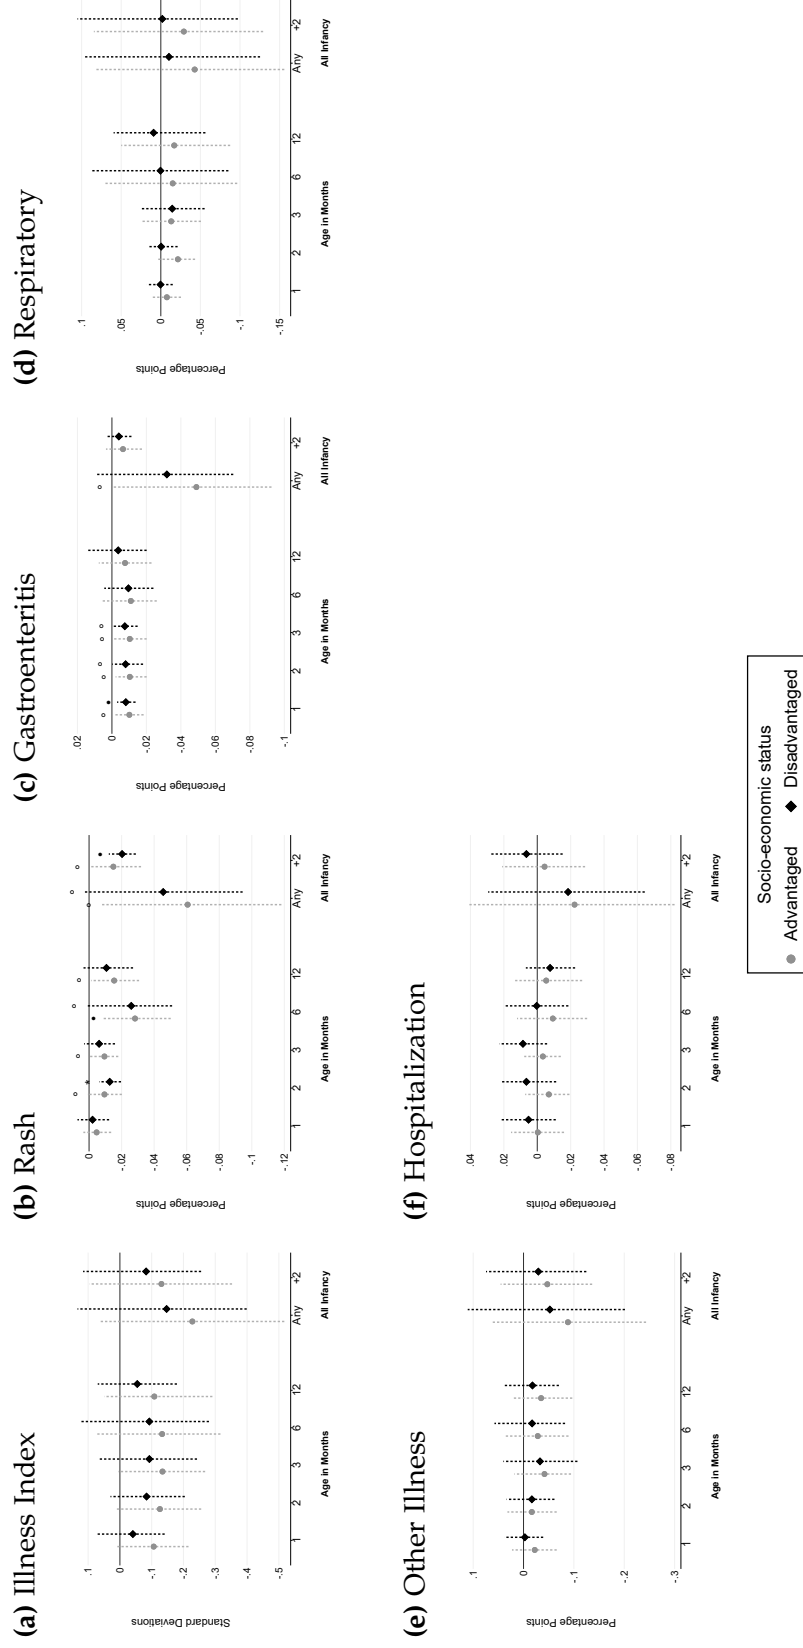 (a) Illness Index
Standard Deviations
.1
0
-.1
-.2
-.3
-.4
-.5
1
2
3
6
12
Any
+2
Age in Months
All Infancy
(b) Rash
Percentage Points
0
-.02
-.04
-.06
-.08
-.1
-.12
1
2
3
6
12
Any
+2
Age in Months
All Infancy
(c) Gastroenteritis
Percentage Points
.02
0
-.02
-.04
-.06
-.08
-.1
1
2
3
6
12
Any
+2
Age in Months
All Infancy
(d) Respiratory
Percentage Points
.1
.05
0
-.05
-.1
-.15
1
2
3
6
12
Any
+2
Age in Months
All Infancy
(e) Other Illness
Percentage Points
.1
0
-.1
-.2
-.3
1
2
3
6
12
Any
+2
Age in Months
All Infancy
(f) Hospitalization
Percentage Points
.04
.02
0
-.02
-.04
-.06
-.08
1
2
3
6
12
Any
+2
Age in Months
All Infancy
Socio-economic status
Advantaged Disadvantaged